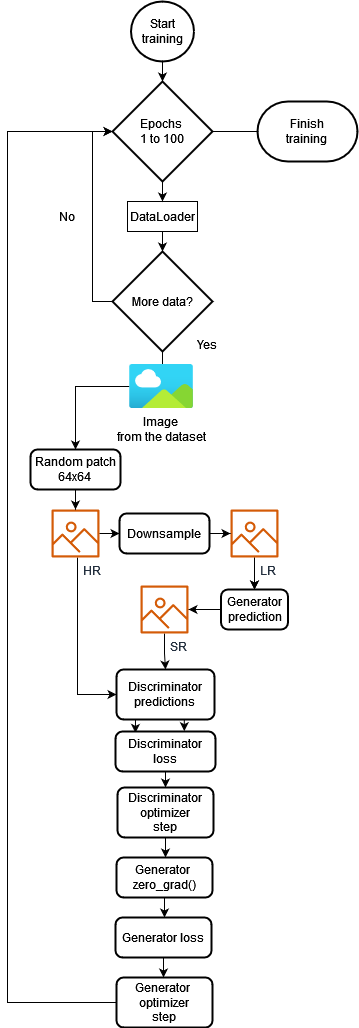 Start
training
Epochs
1 to 100
Finish
training
No
DataLoader
More data?
Yes
Image
from the dataset
Random patch
64x64
Downsample
HR
LR
Generator
prediction
SR
Discriminator
predictions
Discriminator
loss
Discriminator
optimizer
step
Generator
zero_grad()
Generator loss
Generator
optimizer
step